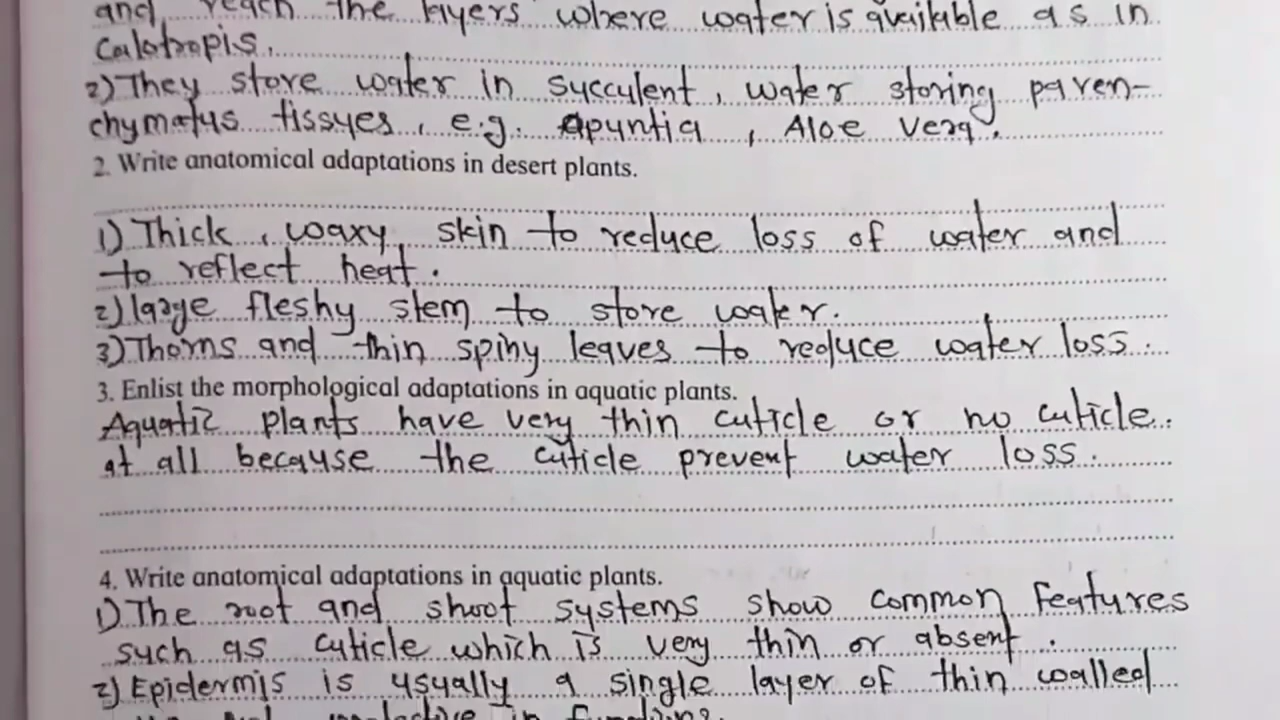 and reach the layers where water is available as in
Calotropis.
2) They store water in succulent, water storing paren-
chymatus tissues, e.g. Opuntia, Aloe vera.
2. Write anatomical adaptations in desert plants.
1) Thick, waxy, skin to reduce loss of water and
to reflect heat.
2) large fleshy stem to store water.
3) Thorns and thin spiny leaves to reduce water loss.
3. Enlist the morphological adaptations in aquatic plants.
Aquatic plants have very thin cuticle or no cuticle.
at all because the cuticle prevent water loss.
4. Write anatomical adaptations in aquatic plants.
1) The root and shoot systems show common features
such as cuticle which is very thin or absent.
2) Epidermis is usually a single layer of thin walled
in functions.